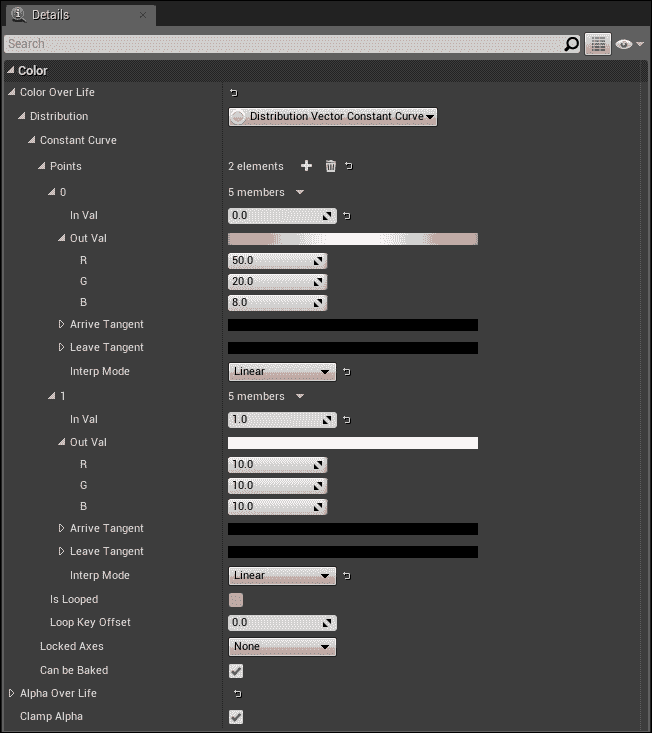 Details
Search
Color
Color Over Life
Distribution Distribution Vector Constant Curve
Constant Curve
Points 2 elements
0 5 members
In Val 0.0
Out Val
R 50.0
G 20.0
B 8.0
Arrive Tangent
Leave Tangent
Interp Mode Linear
1 5 members
In Val 1.0
Out Val
R 10.0
G 10.0
B 10.0
Arrive Tangent
Leave Tangent
Interp Mode Linear
Is Looped
Loop Key Offset 0.0
Locked Axes None
Can be Baked
Alpha Over Life
Clamp Alpha